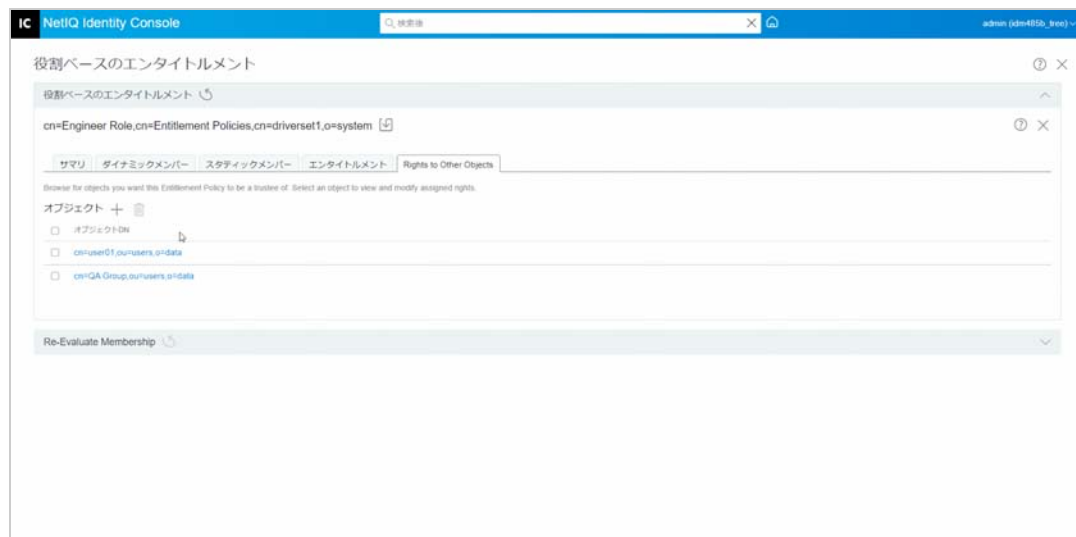 IC NetIQ Identity Console 検索後 admin (idm485b_tree)
役割ベースのエンタイトルメント
役割ベースのエンタイトルメント
cn=Engineer Role,cn=Entitlement Policies,cn=driverset1,o=system
サマリ ダイナミックメンバー スタティックメンバー エンタイトルメント Rights to Other Objects
Browse for objects you want this Entitlement Policy to be a trustee of. Select an object to view and modify assigned rights.
オブジェクト
オブジェクトDN
cn=user01,ou=users,o=data
cn=QA Group,ou=users,o=data
Re-Evaluate Membership